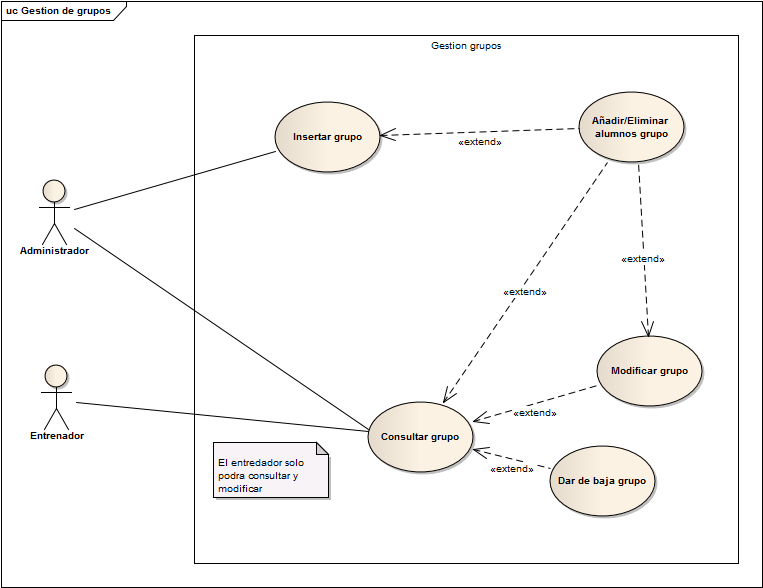 uc Gestion de grupos
Gestion grupos
Insertar grupo
Añadir/Eliminar
alumnos grupo
«extend»
Administrador
«extend»
«extend»
Modificar grupo
Entrenador
«extend»
Consultar grupo
El entredador solo
podra consultar y
modificar
«extend»
Dar de baja grupo